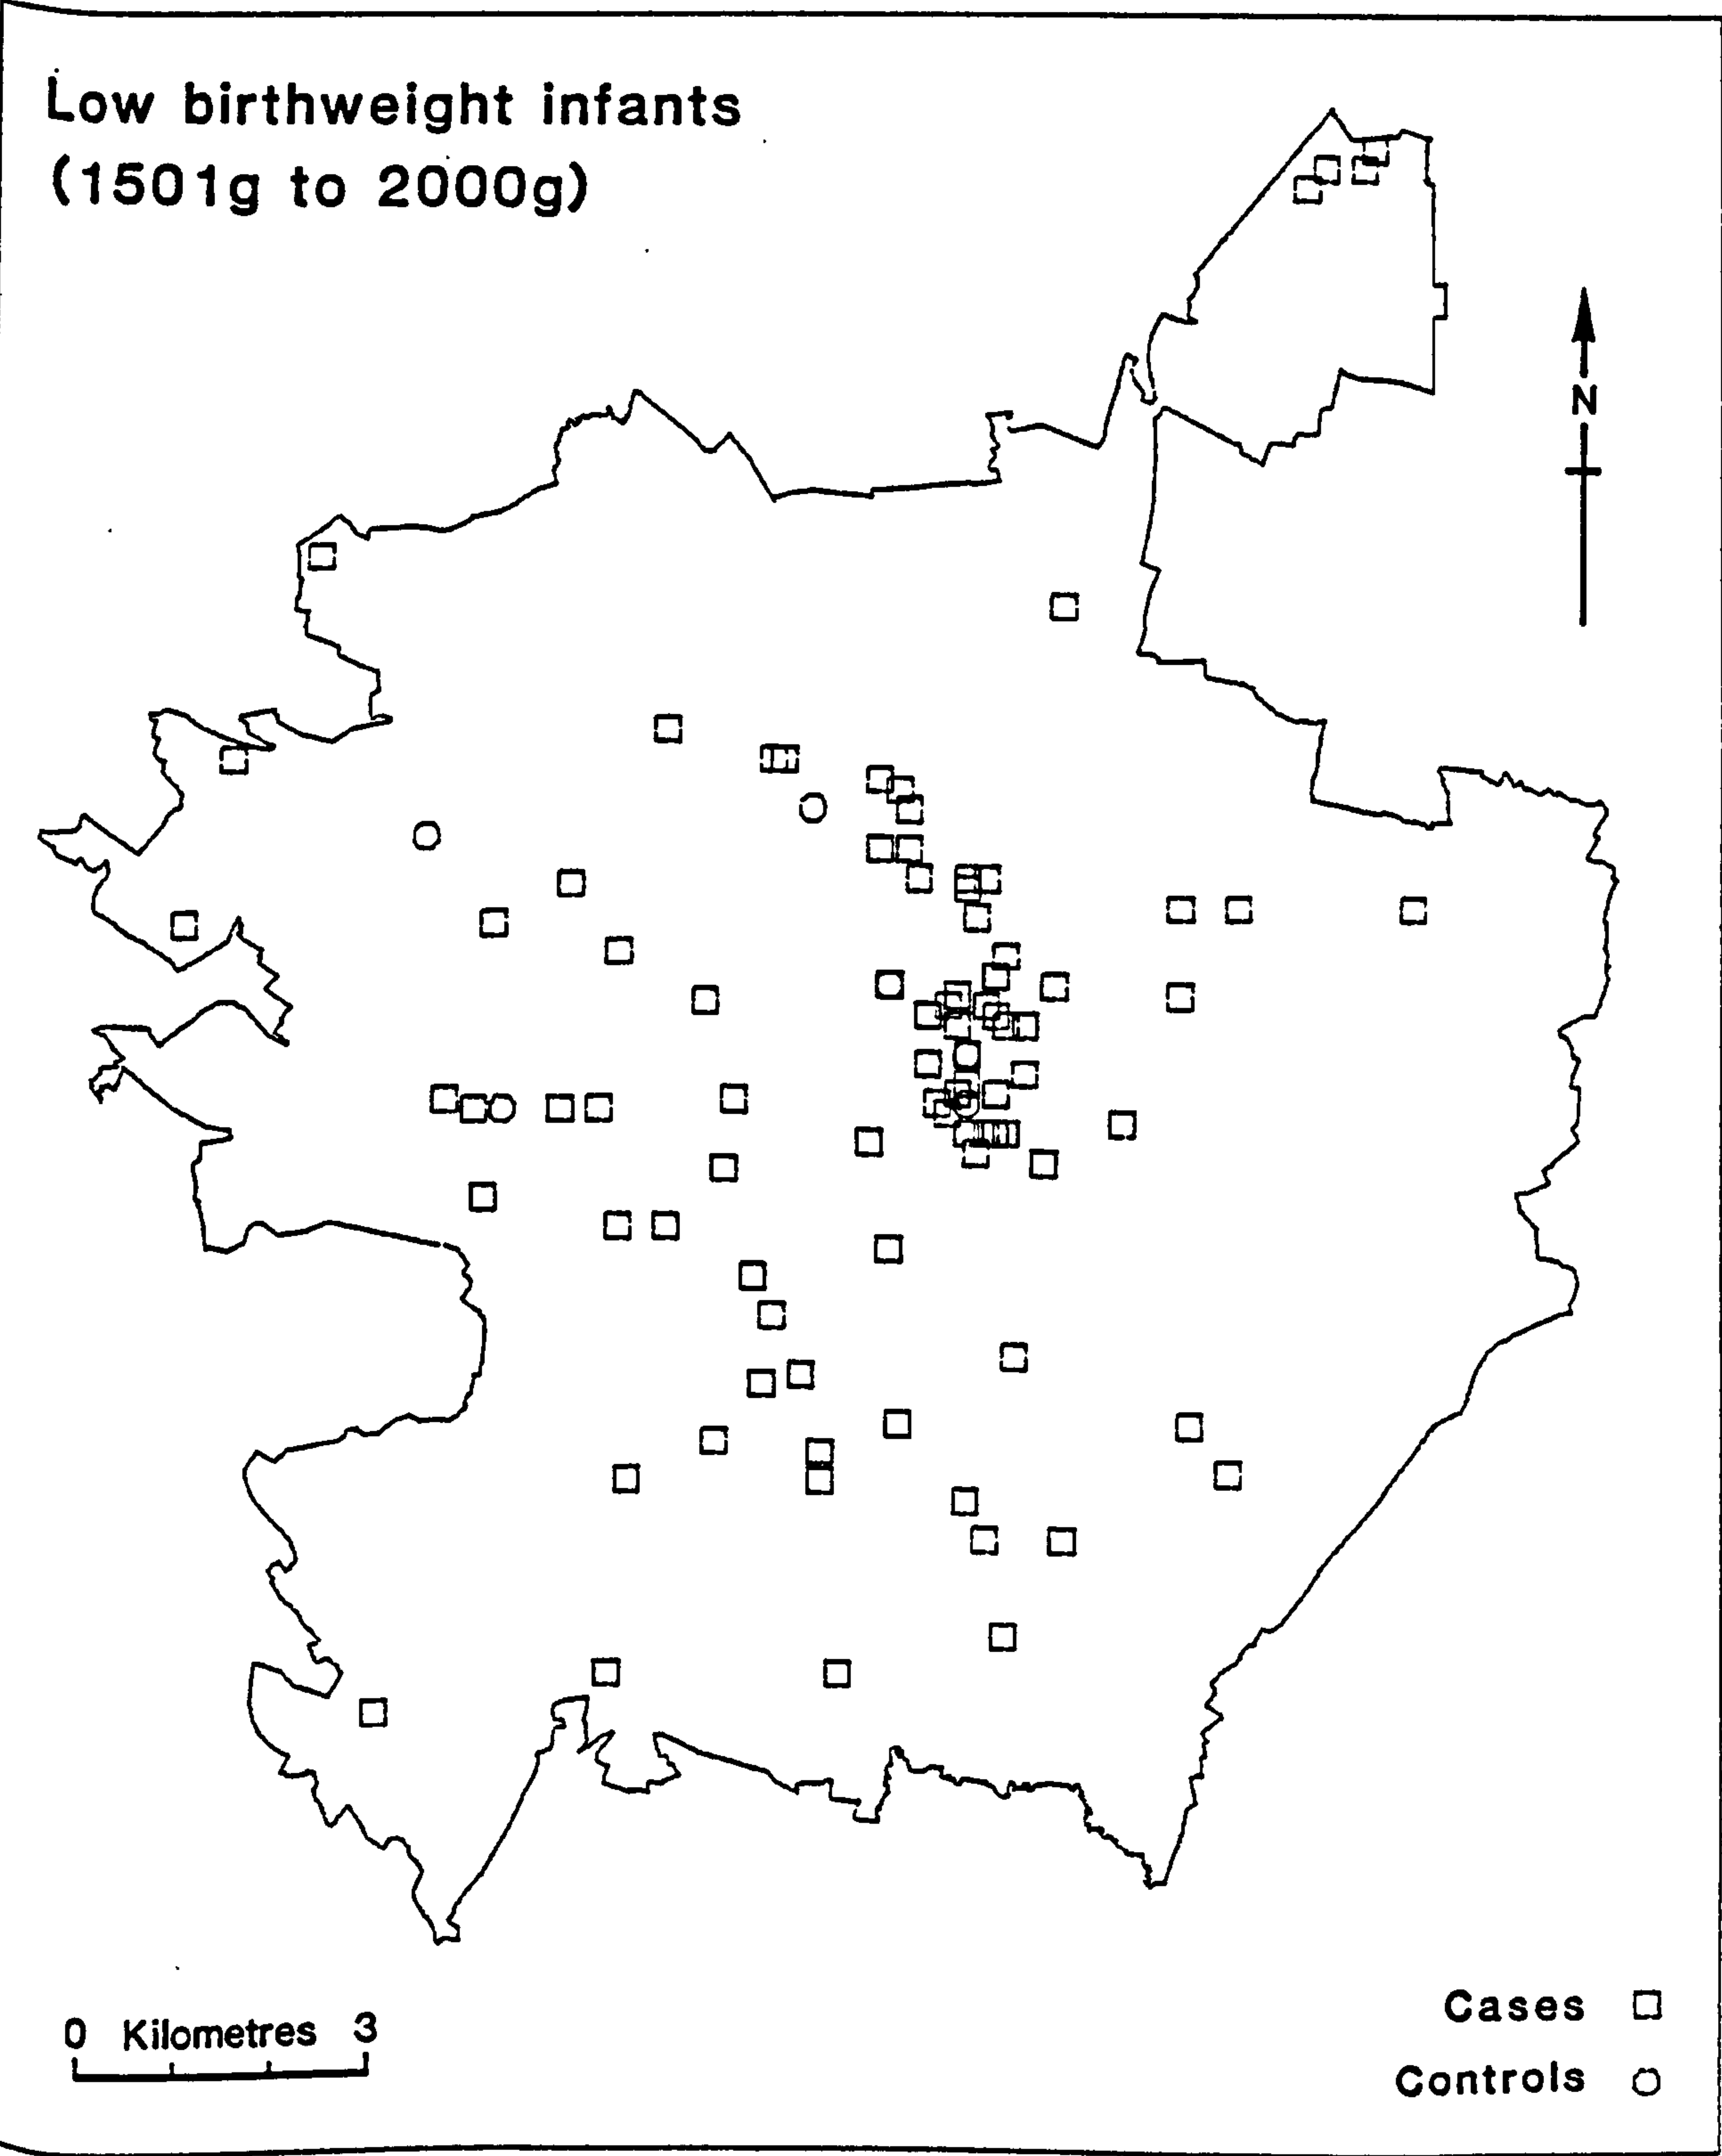 Low birthweight infants
(1501g to 2000g)
N
0 Kilometres 3
Cases
Controls